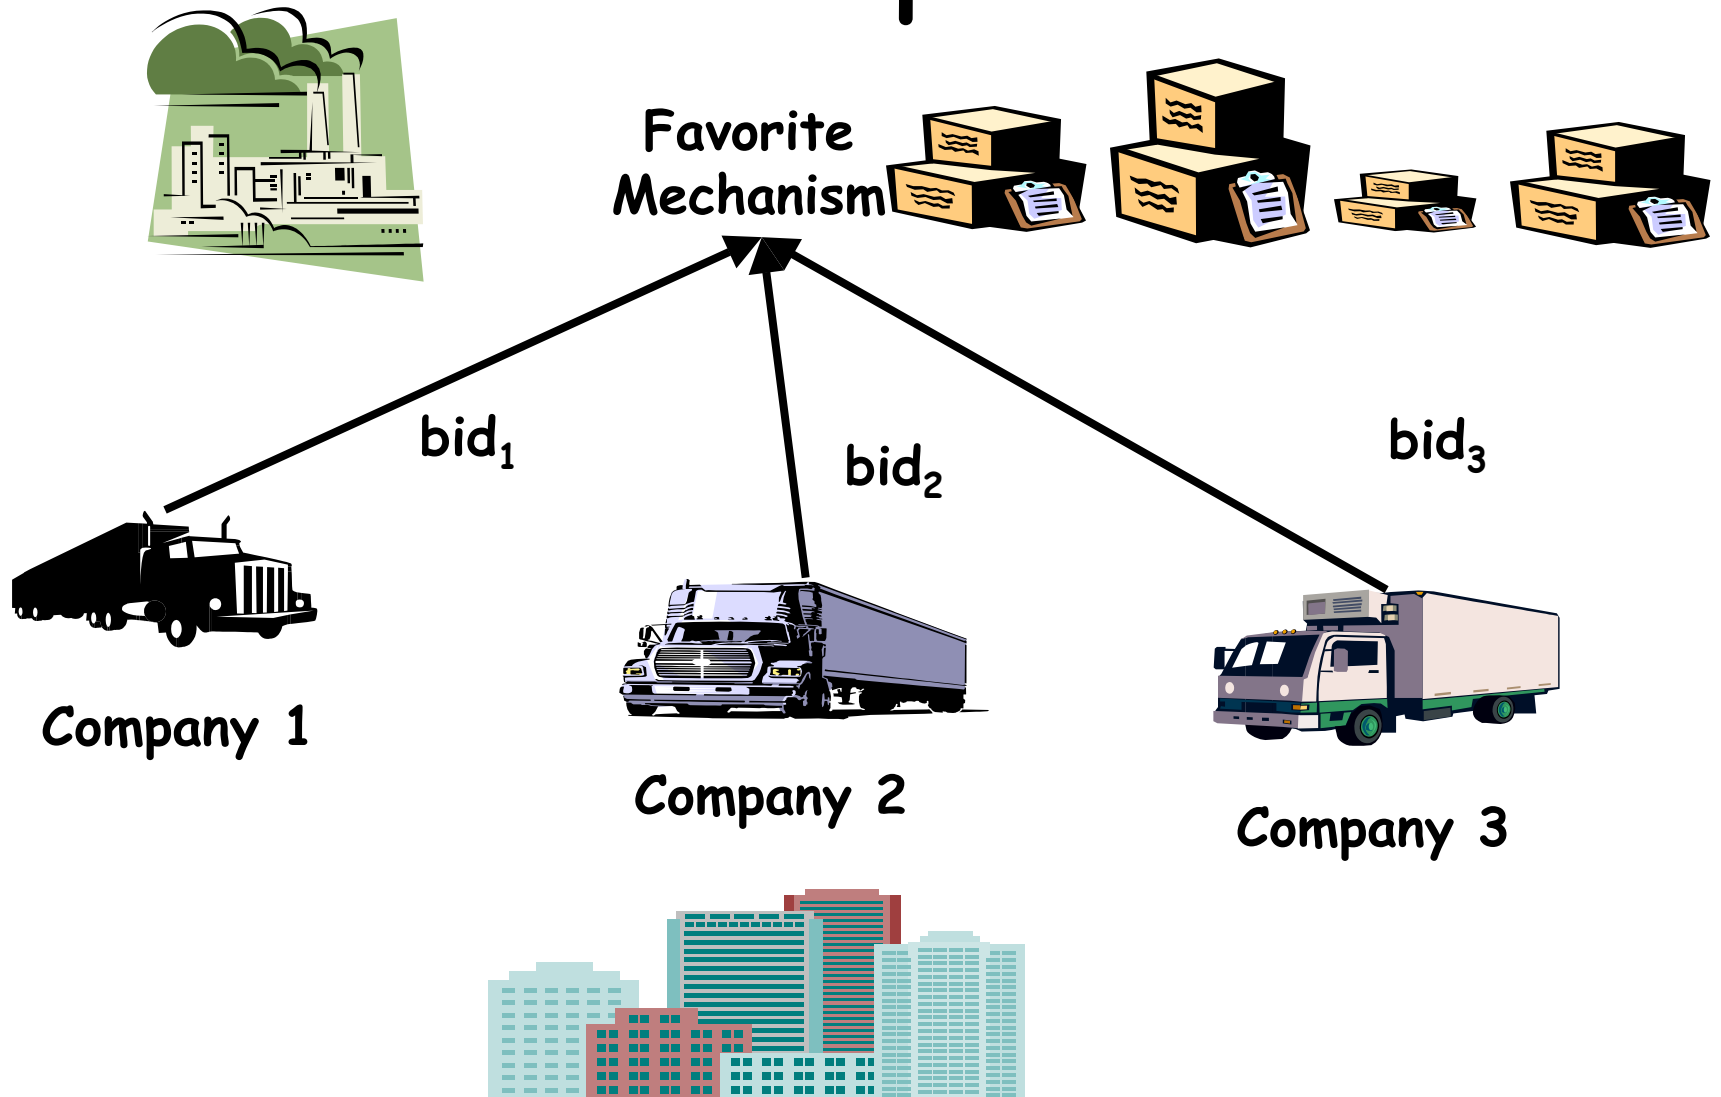 Favorite
Mechanism
bid₁
bid₂
bid₃
Company 1
Company 2
Company 3